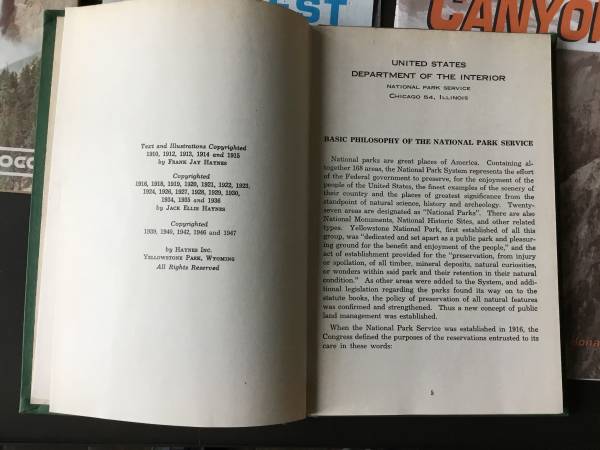 EST
CANYON
OCC
Text and Illustrations Copyrighted
1910, 1912, 1913, 1914 and 1915
by FRANK JAY HAYNES
Copyrighted
1916, 1918, 1919, 1920, 1921, 1922, 1923,
1924, 1926, 1927, 1928, 1929, 1930,
1934, 1935 and 1936
by JACK ELLIS HAYNES
Copyrighted
1939, 1940, 1942, 1946 and 1947
by HAYNES INC.
YELLOWSTONE PARK, WYOMING
All Rights Reserved
UNITED STATES
DEPARTMENT OF THE INTERIOR
NATIONAL PARK SERVICE
CHICAGO 54, ILLINOIS
BASIC PHILOSOPHY OF THE NATIONAL PARK SERVICE
National parks are great places of America. Containing al-
together 168 areas, the National Park System represents the effort
of the Federal government to preserve, for the enjoyment of the
people of the United States, the finest examples of the scenery of
their country and the places of greatest significance from the
standpoint of natural science, history and archeology. Twenty-
seven areas are designated as "National Parks". There are also
National Monuments, National Historic Sites, and other related
types. Yellowstone National Park, first established of all this
group, was "dedicated and set apart as a public park and pleasur-
ing ground for the benefit and enjoyment of the people," and the
act of establishment provided for the "preservation, from injury
or spoilation, of all timber, mineral deposits, natural curiosities,
or wonders within said park and their retention in their natural
condition." As other areas were added to the System, and addi-
tional legislation regarding the parks found its way on to the
statute books, the policy of preservation of all natural features
was confirmed and strengthened. Thus a new concept of public
land management was established.
When the National Park Service was established in 1916, the
Congress defined the purposes of the reservations entrusted to its
care in these words:
5